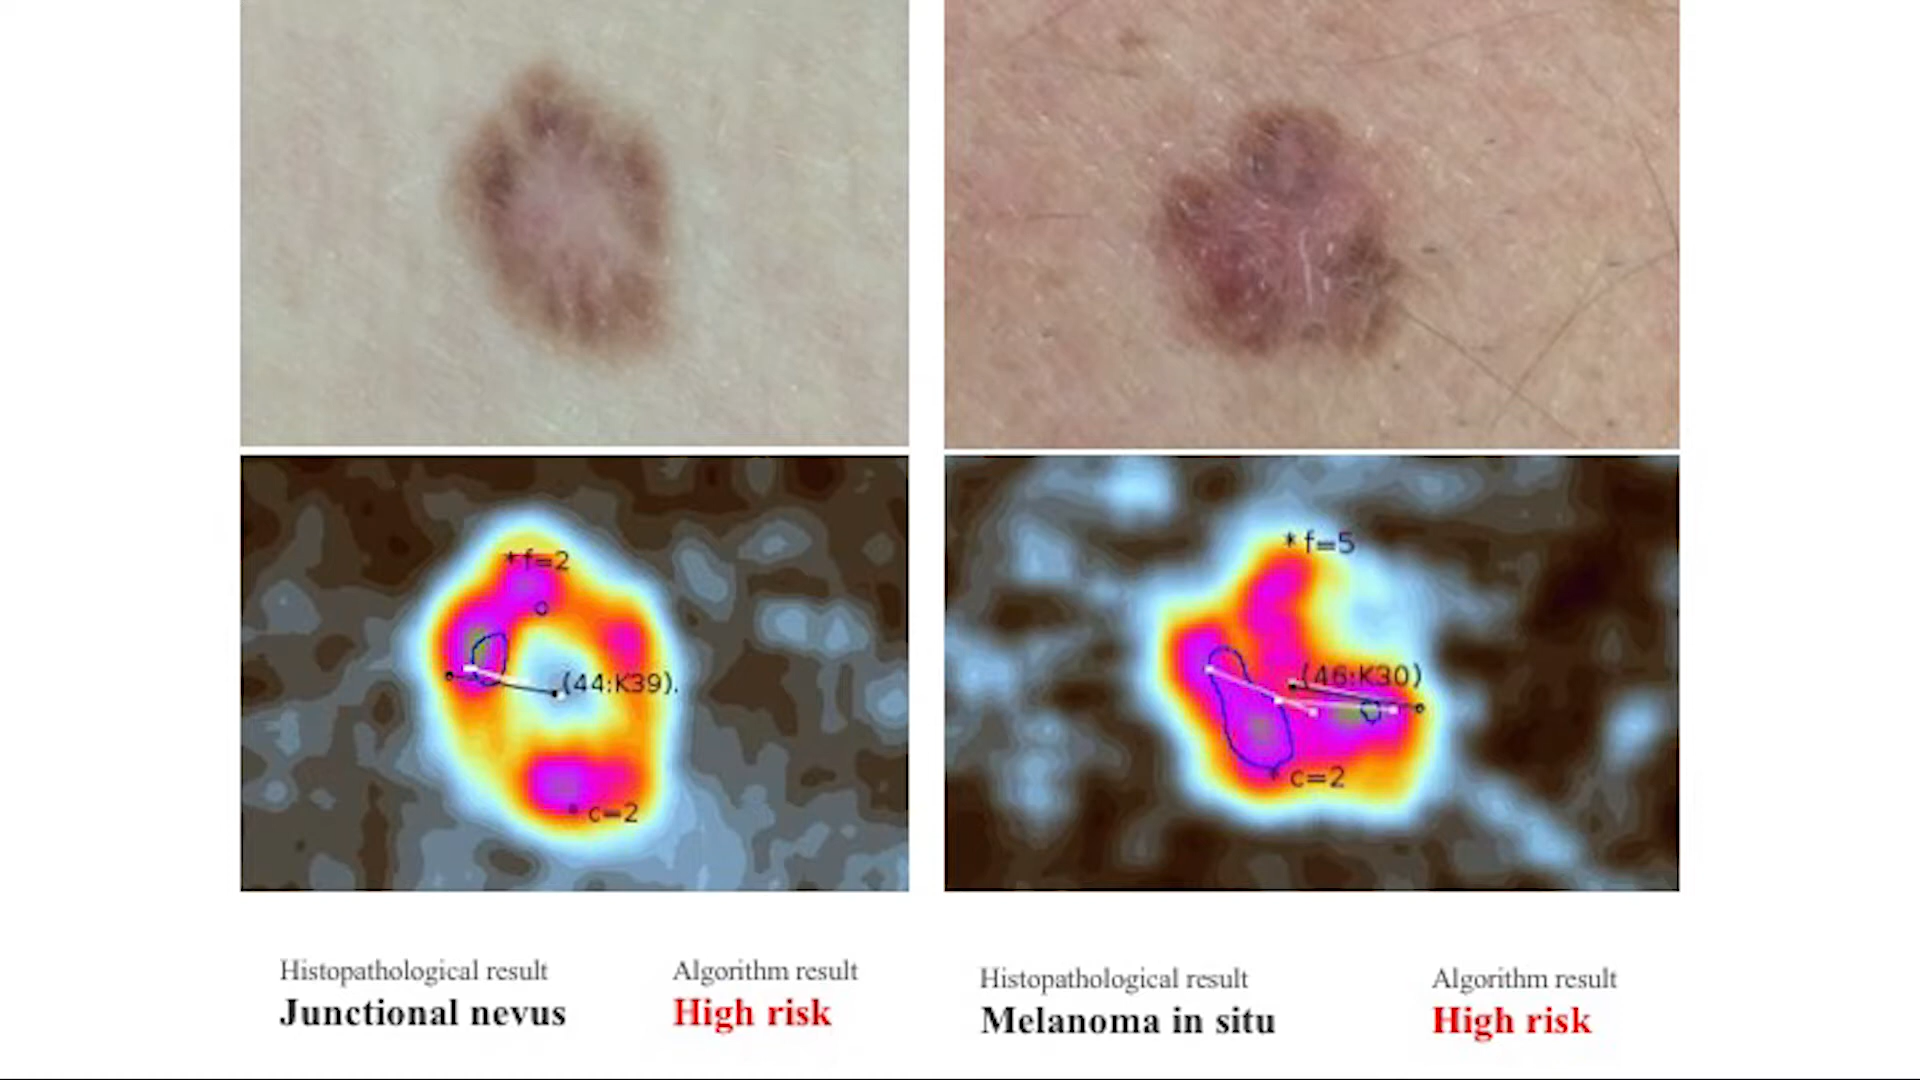 * f=2
(44:K39).
c=2
* f=5
(46:K30)
c=2
Histopathological result
Junctional nevus
Algorithm result
High risk
Histopathological result
Melanoma in situ
Algorithm result
High risk